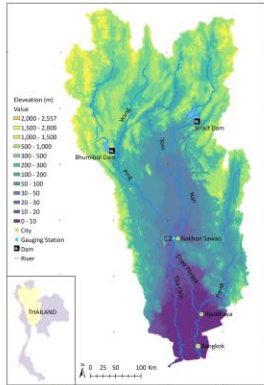 Elevation (m)
Value
2,000 - 2,557
1,500 - 2,000
1,000 - 1,500
500 - 1,000
300 - 500
200 - 300
100 - 200
50 - 100
30 - 50
20 - 30
10 - 20
0 - 10
City
Gauging Station
Dam
River
Wang
Sirikit Dam
Yom
Bhumibol Dam
Ping
Nan
C.2
Nakhon Sawan
Chao Phraya
Tha Chin
Pasak
Ayutthaya
Bangkok
THAILAND
N
0 25 50 100 Km